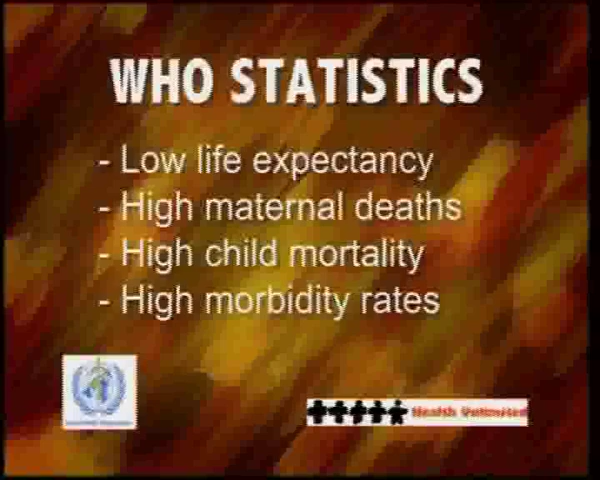 WHO STATISTICS
- Low life expectancy
- High maternal deaths
- High child mortality
- High morbidity rates
Health Unlimited